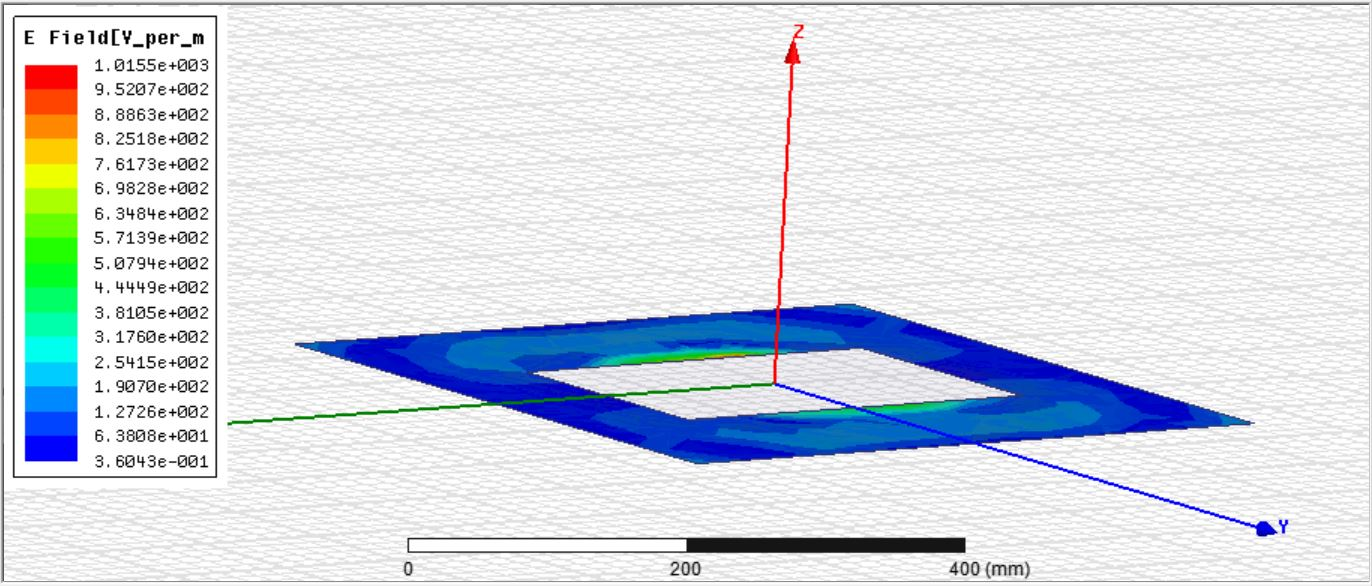 E Field[V_per_m
1.0155e+003
9.5207e+002
8.8863e+002
8.2518e+002
7.6173e+002
6.9828e+002
6.3484e+002
5.7139e+002
5.0794e+002
4.4449e+002
3.8105e+002
3.1760e+002
2.5415e+002
1.9070e+002
1.2726e+002
6.3808e+001
3.6043e-001
Z
Y
0 200 400 (mm)